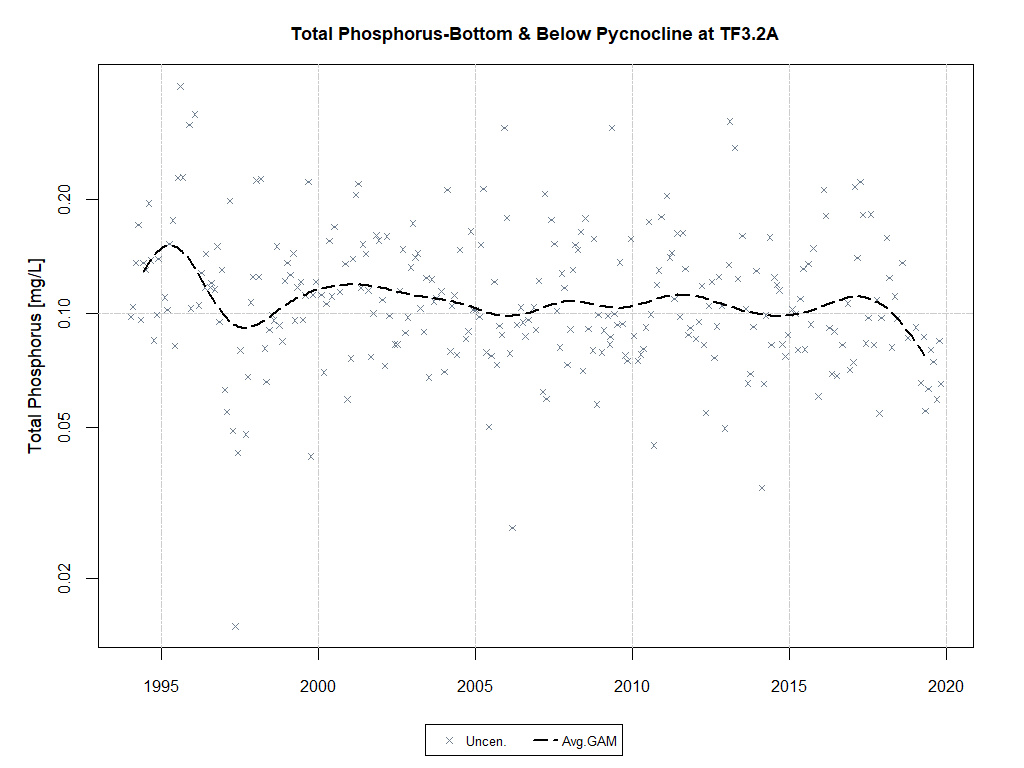 Total Phosphorus-Bottom & Below Pycnocline at TF3.2A
Total Phosphorus [mg/L]
0.20
0.10
0.05
0.02
1995 2000 2005 2010 2015 2020
Uncen. Avg.GAM